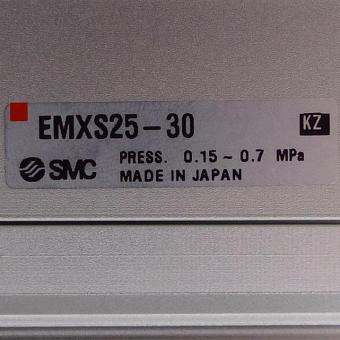 EMXS25-30 KZ
SMC PRESS. 0.15~0.7 MPa
MADE IN JAPAN